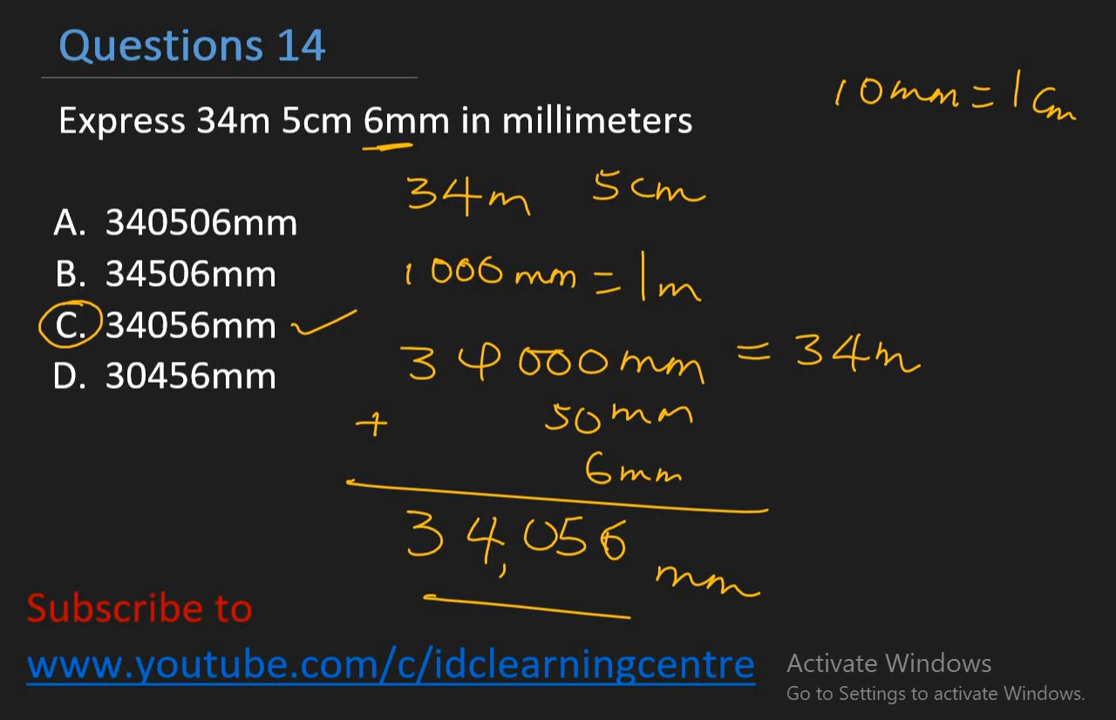 Questions 14
10mm = 1cm
Express 34m 5cm 6mm in millimeters
34m 5cm
A. 340506mm
B. 34506mm
1000mm = 1m
C. 34056mm
34000mm = 34m
D. 30456mm
+ 50mm
6mm
34,056 mm
Subscribe to
www.youtube.com/c/idclearningcentre
Activate Windows
Go to Settings to activate Windows.